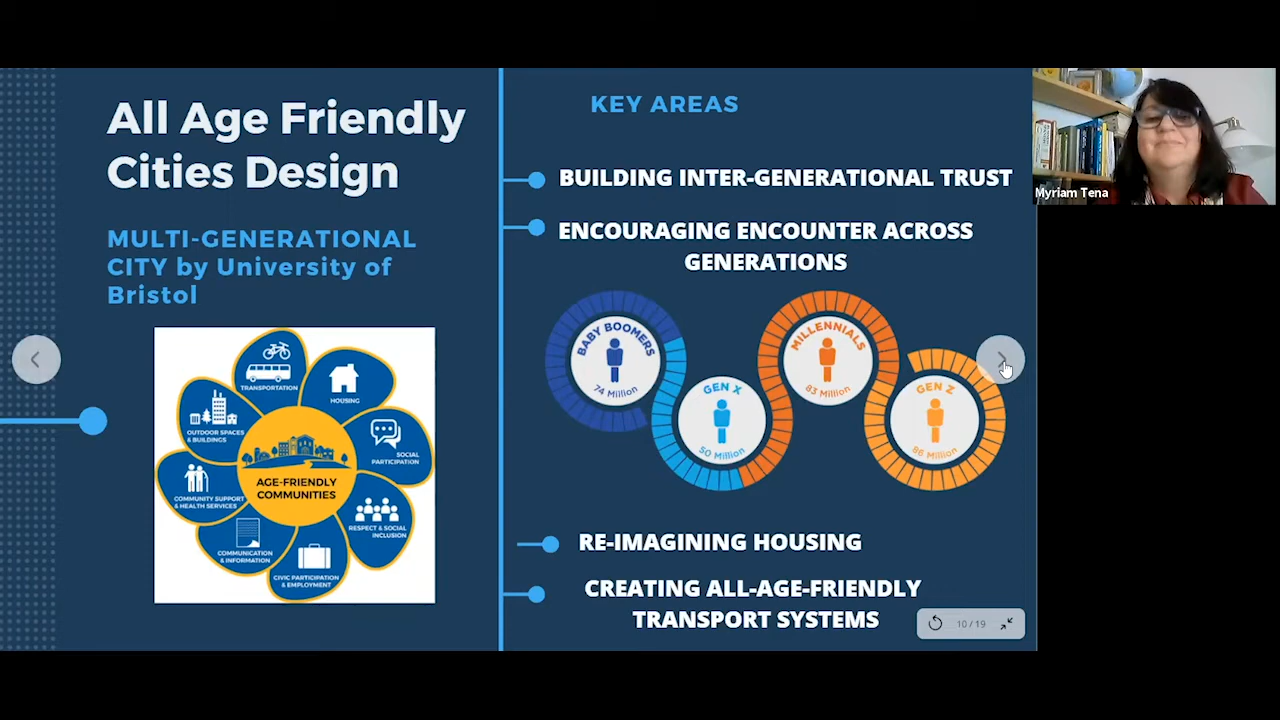 All Age Friendly
Cities Design
MULTI-GENERATIONAL
CITY by University of
Bristol
TRANSPORTATION
HOUSING
SOCIAL
PARTICIPATION
RESPECT & SOCIAL
INCLUSION
CIVIC PARTICIPATION
& EMPLOYMENT
COMMUNICATION
& INFORMATION
COMMUNITY SUPPORT
& HEALTH SERVICES
OUTDOOR SPACES
& BUILDINGS
AGE-FRIENDLY
COMMUNITIES
KEY AREAS
BUILDING INTER-GENERATIONAL TRUST
ENCOURAGING ENCOUNTER ACROSS
GENERATIONS
BABY BOOMERS
74 Million
GEN X
50 Million
MILLENNIALS
83 Million
GEN Z
86 Million
RE-IMAGINING HOUSING
CREATING ALL-AGE-FRIENDLY
TRANSPORT SYSTEMS
10 / 19
Myriam Tena